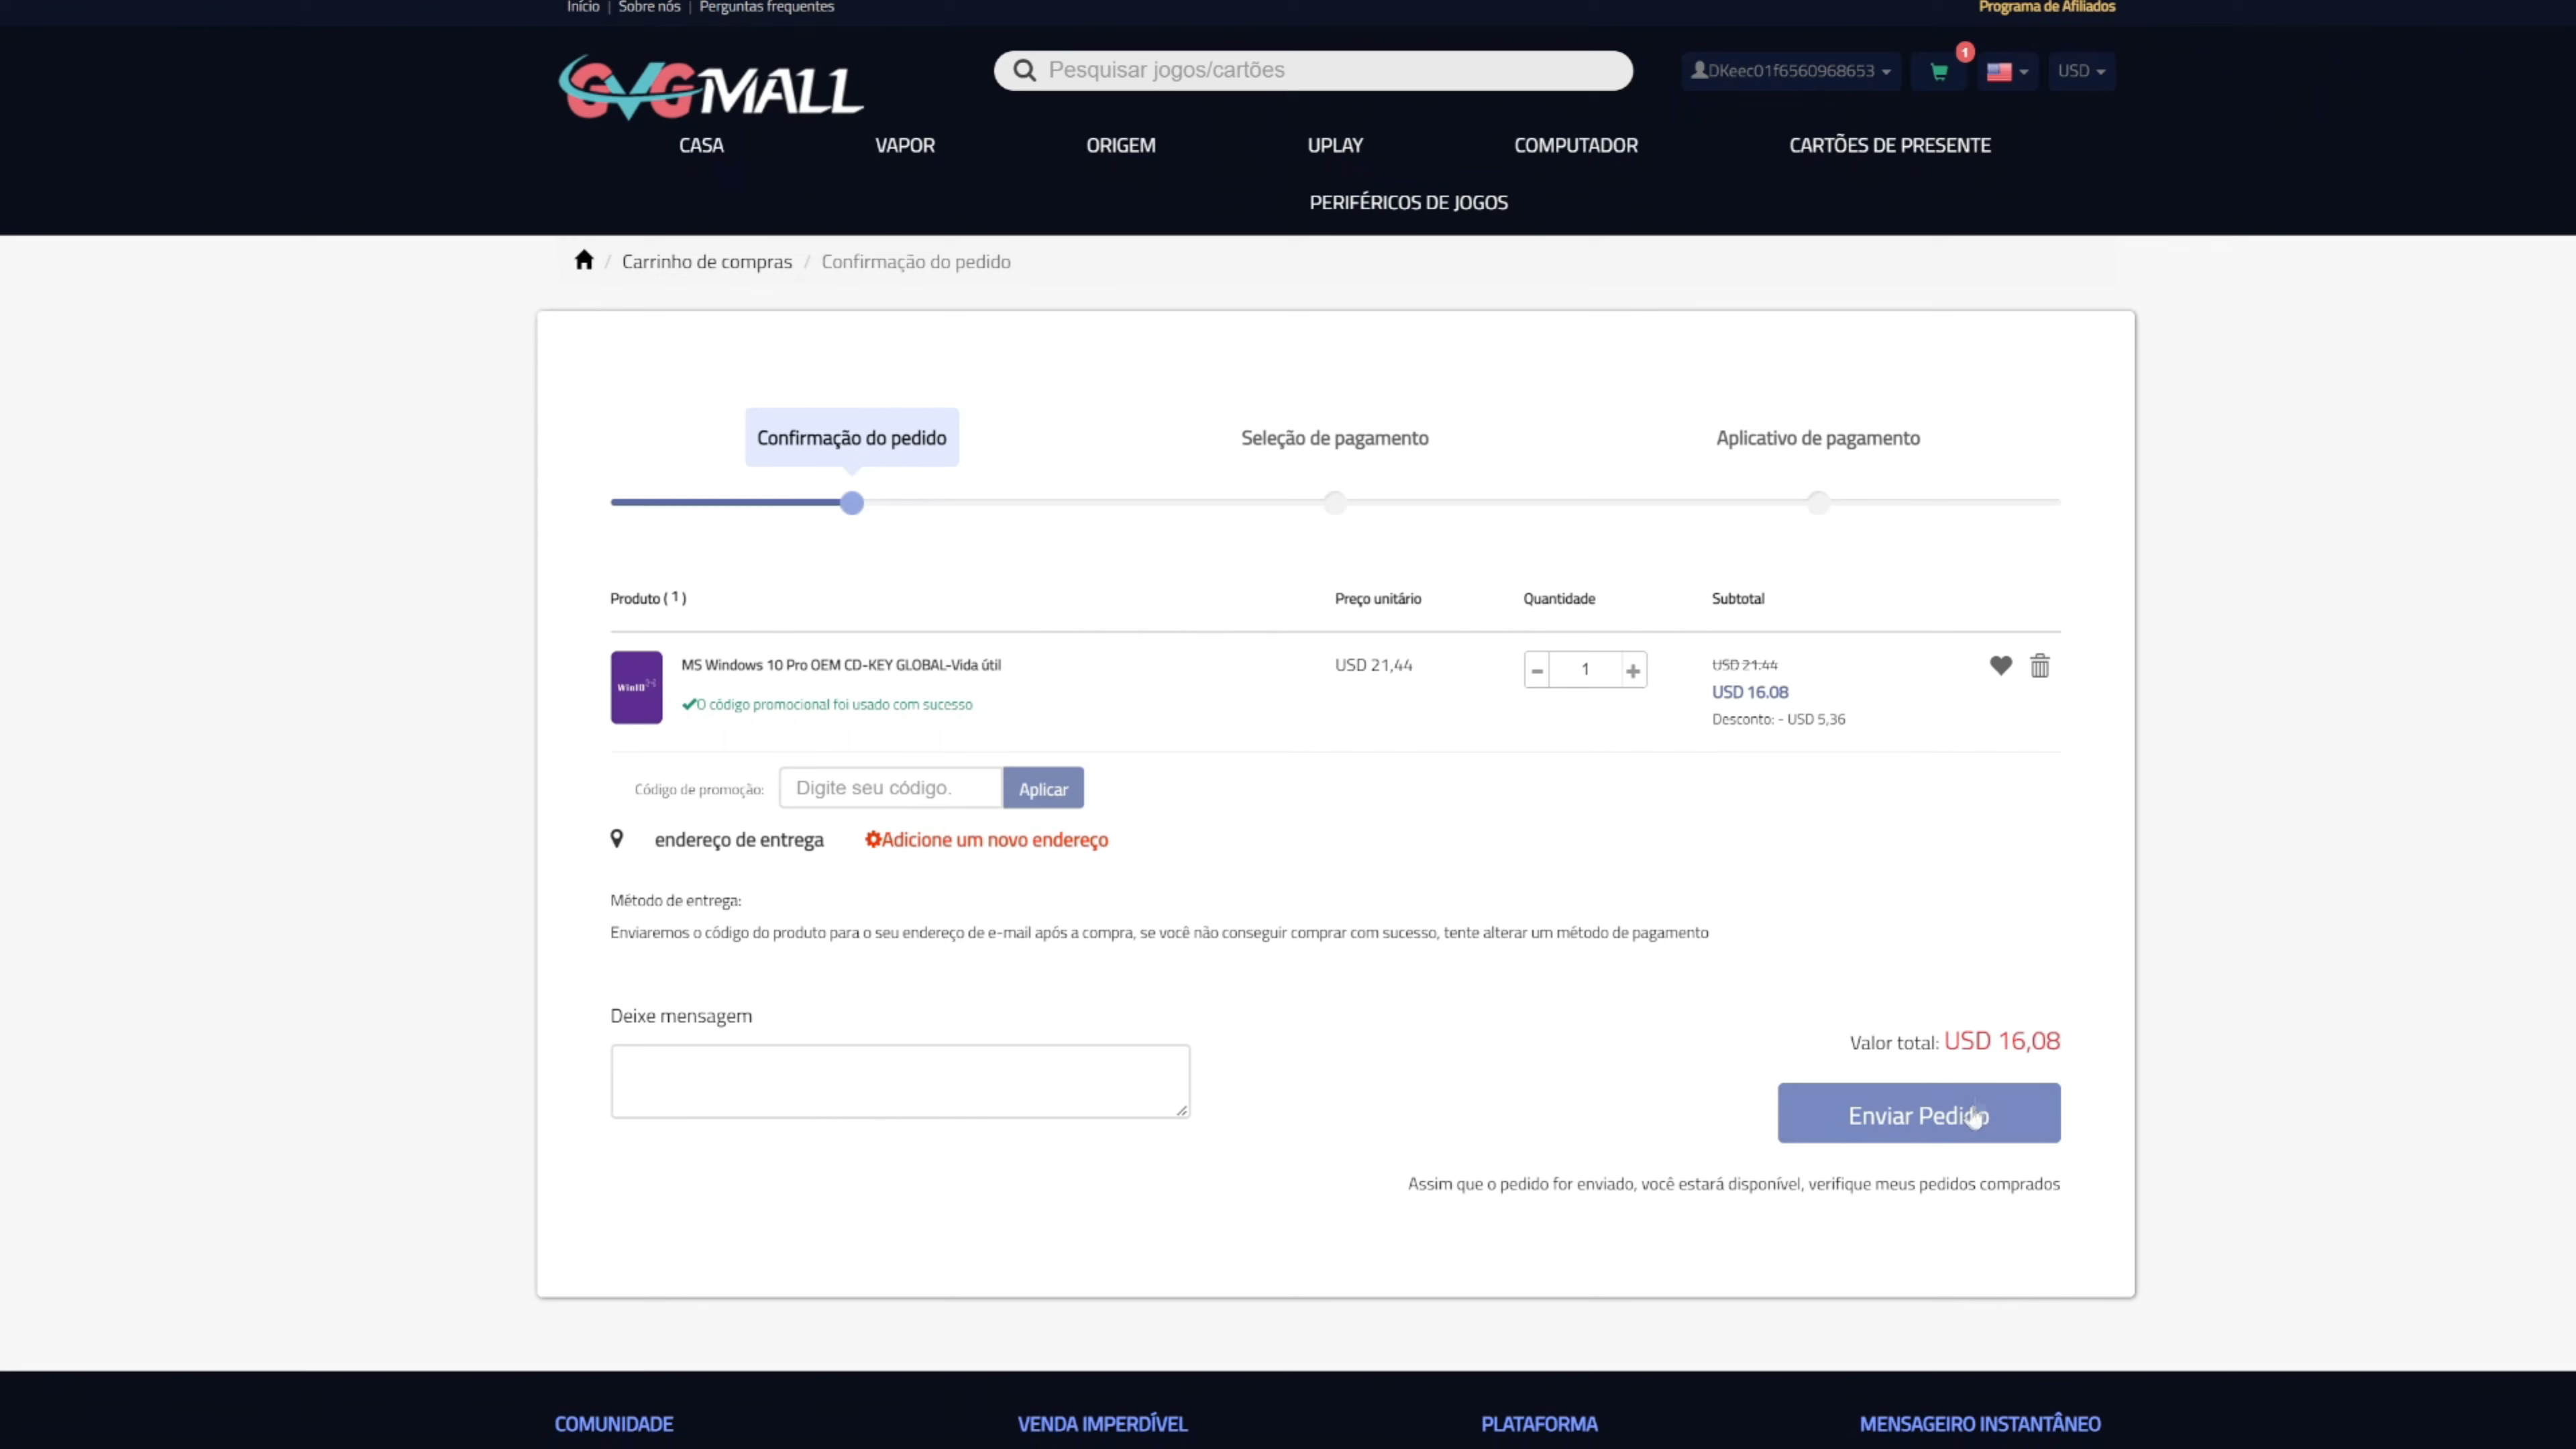 Início | Sobre nós | Perguntas frequentes
Programa de Afiliados
GVGMALL
Pesquisar jogos/cartões
DKeec01f6560968653
1
USD
CASA
VAPOR
ORIGEM
UPLAY
COMPUTADOR
CARTÕES DE PRESENTE
PERIFÉRICOS DE JOGOS
/ Carrinho de compras / Confirmação do pedido
Confirmação do pedido
Seleção de pagamento
Aplicativo de pagamento
Produto ( 1 )
Preço unitário
Quantidade
Subtotal
Win10
MS Windows 10 Pro OEM CD-KEY GLOBAL-Vida útil
USD 21,44
- 1 +
USD 21.44
USD 16.08
O código promocional foi usado com sucesso
Desconto: - USD 5,36
Código de promoção:
Digite seu código.
Aplicar
endereço de entrega
Adicione um novo endereço
Método de entrega:
Enviaremos o código do produto para o seu endereço de e-mail após a compra, se você não conseguir comprar com sucesso, tente alterar um método de pagamento
Deixe mensagem
Valor total: USD 16,08
Enviar Pedido
Assim que o pedido for enviado, você estará disponível, verifique meus pedidos comprados
COMUNIDADE
VENDA IMPERDÍVEL
PLATAFORMA
MENSAGEIRO INSTANTÂNEO